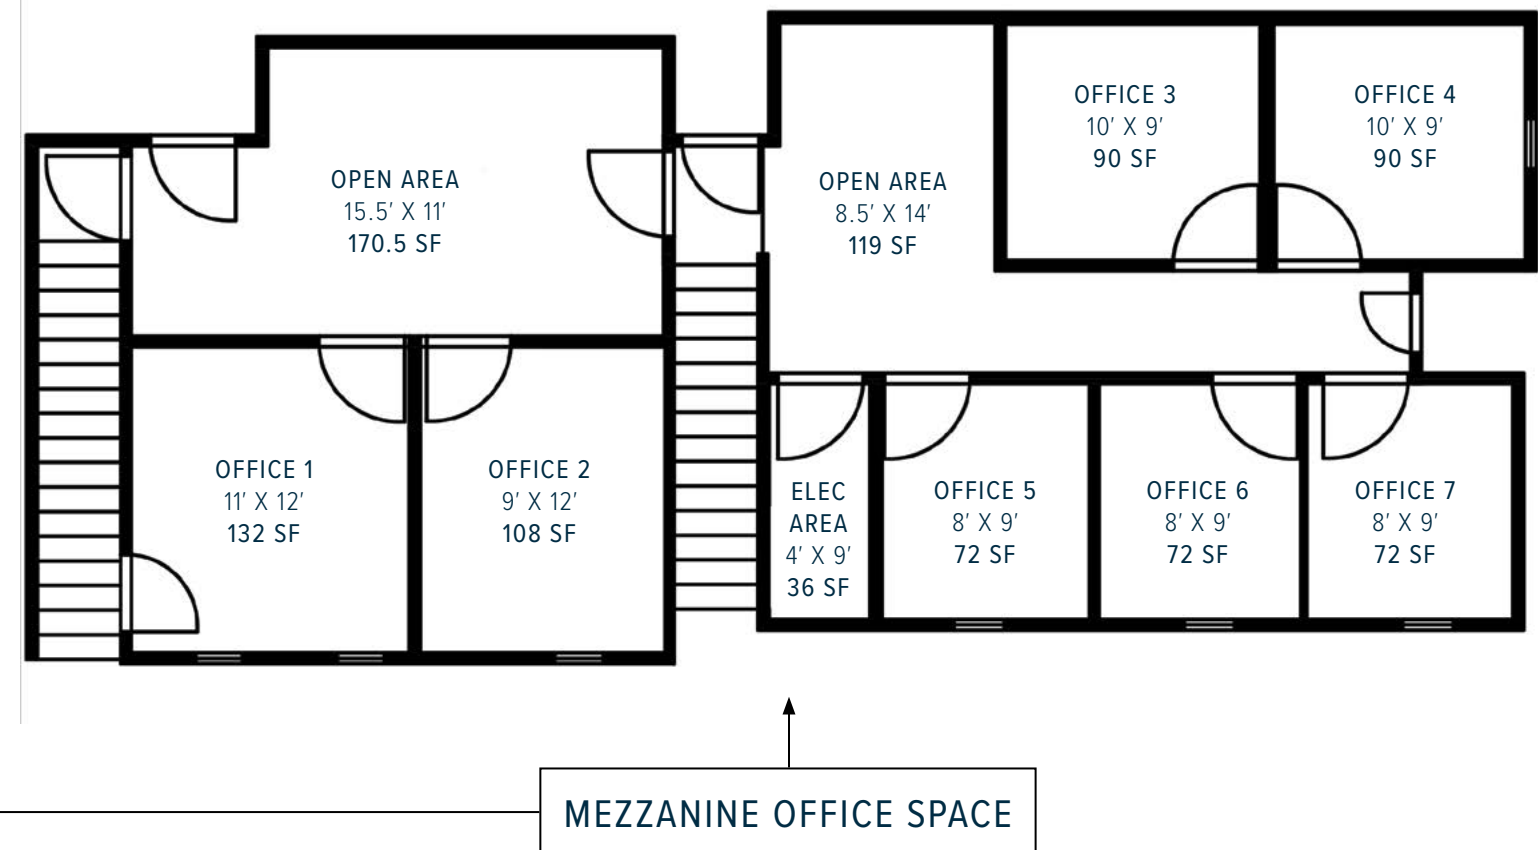 OPEN AREA
15.5' X 11'
170.5 SF
OFFICE 1
11' X 12'
132 SF
OFFICE 2
9' X 12'
108 SF
OPEN AREA
8.5' X 14'
119 SF
OFFICE 3
10' X 9'
90 SF
OFFICE 4
10' X 9'
90 SF
ELEC
AREA
4' X 9'
36 SF
OFFICE 5
8' X 9'
72 SF
OFFICE 6
8' X 9'
72 SF
OFFICE 7
8' X 9'
72 SF
MEZZANINE OFFICE SPACE